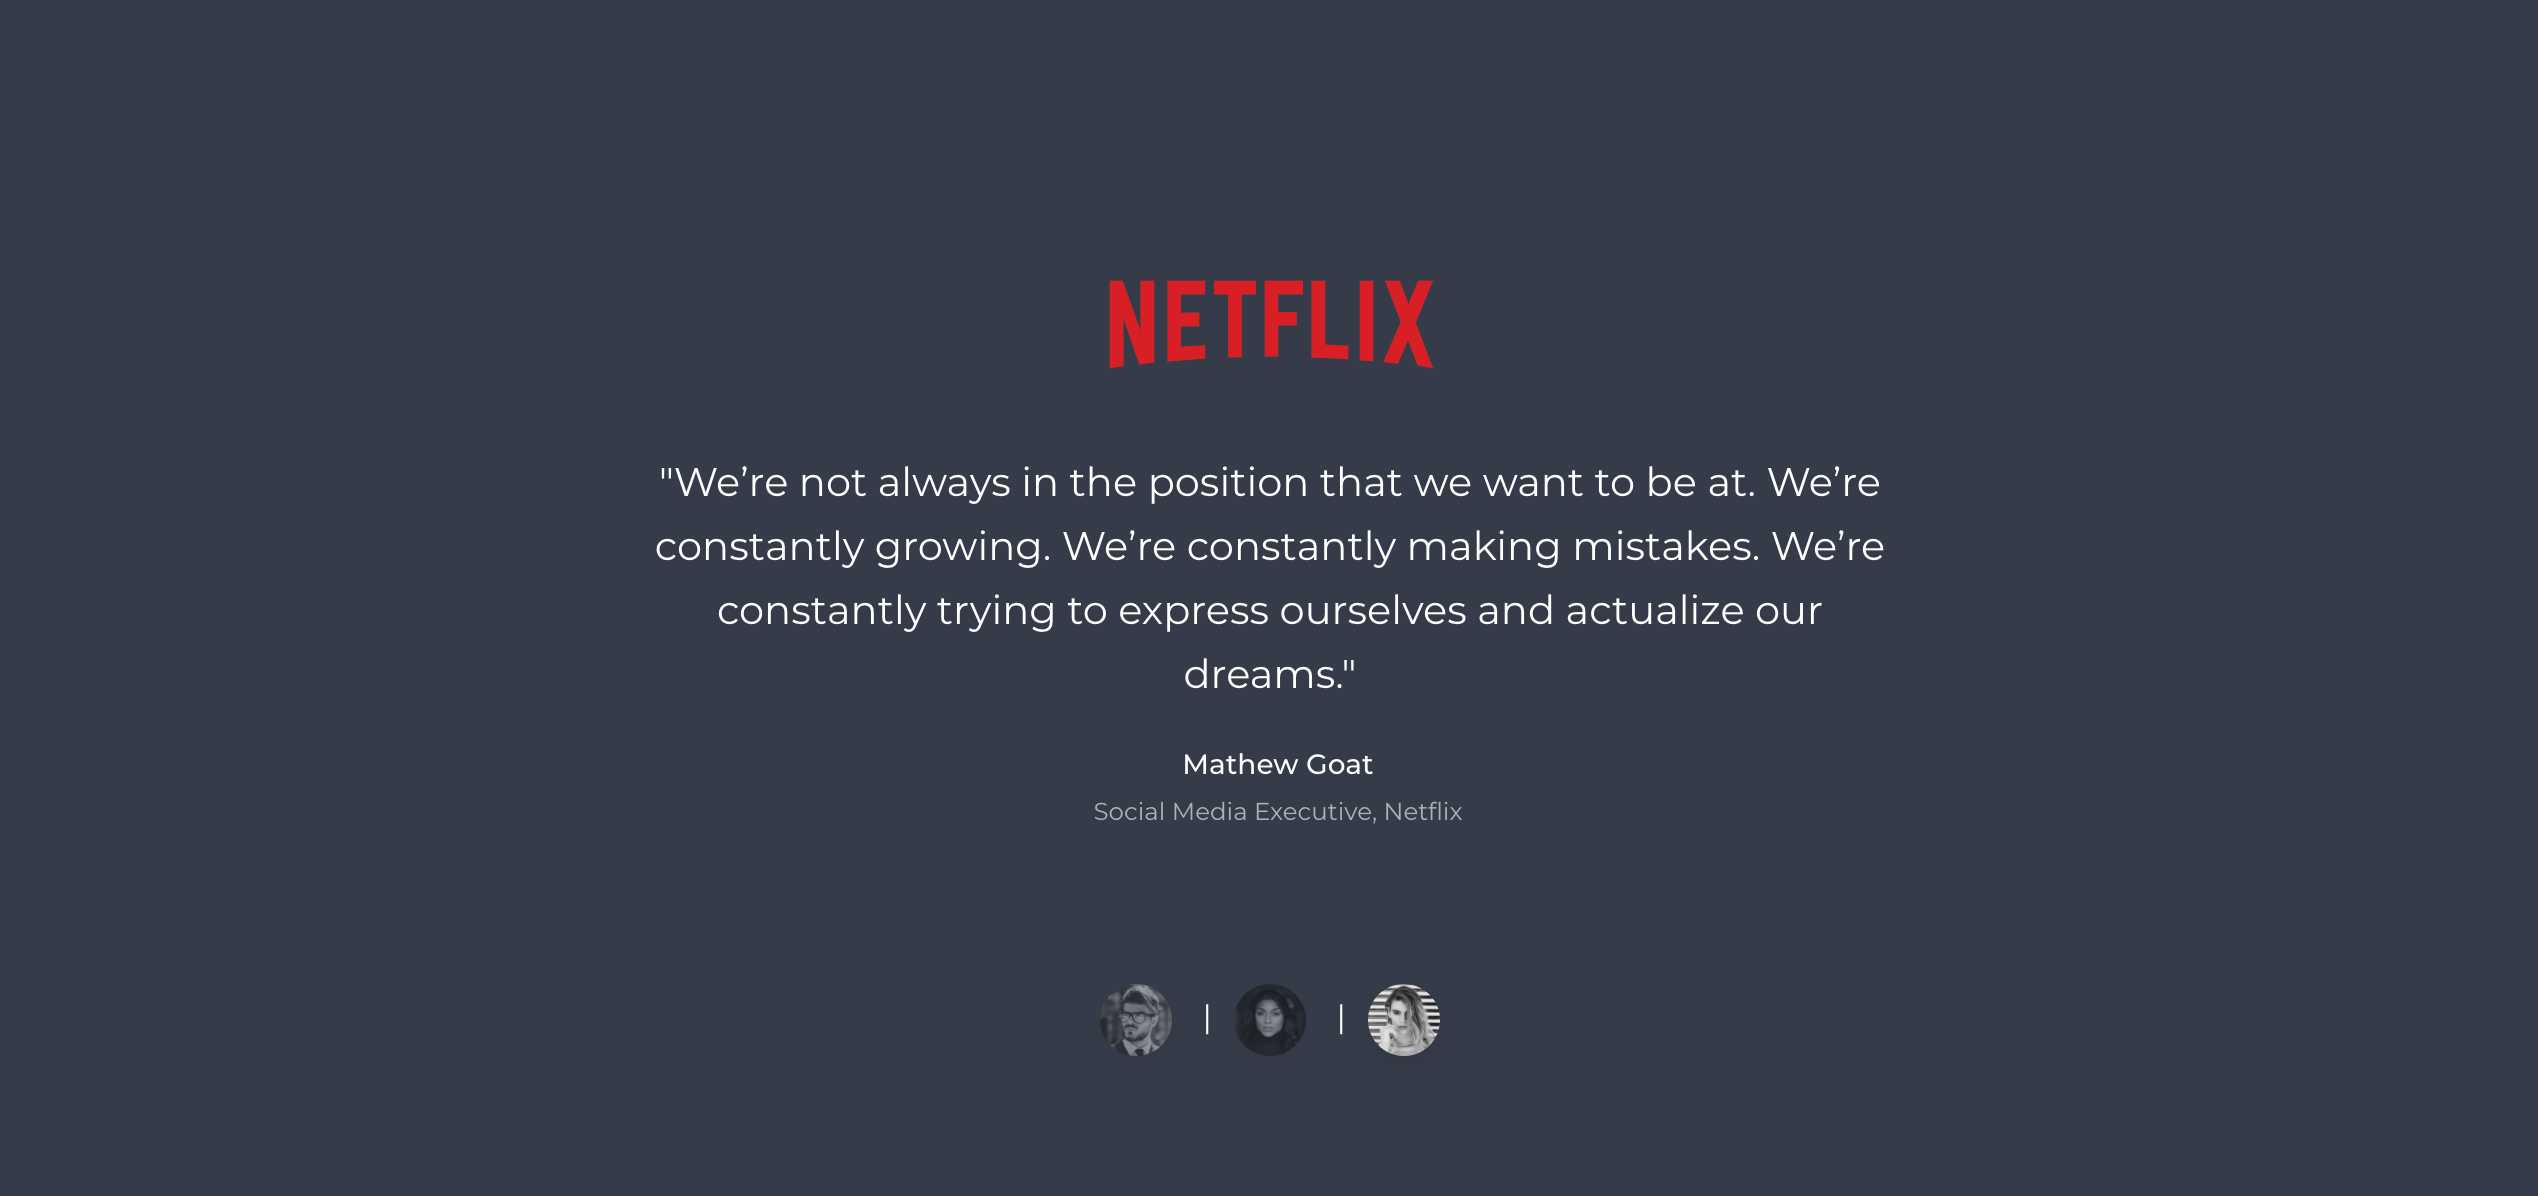 NETFLIX
"We’re not always in the position that we want to be at. We’re
constantly growing. We’re constantly making mistakes. We’re
constantly trying to express ourselves and actualize our
dreams."
Mathew Goat
Social Media Executive, Netflix